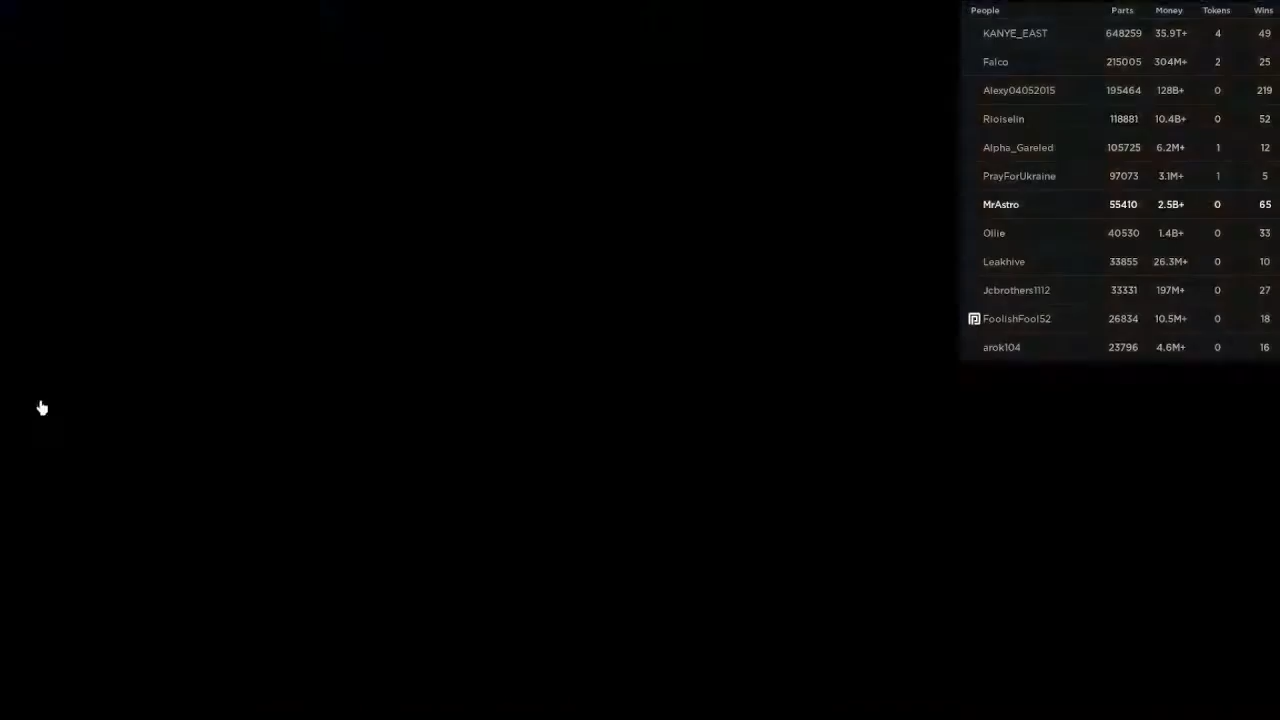 People Parts Money Tokens Wins
KANYE_EAST 648259 35.9T+ 4 49
Falco 215005 304M+ 2 25
Alexy04052015 195464 128B+ 0 219
Rioiselin 118881 10.4B+ 0 52
Alpha_Gareled 105725 6.2M+ 1 12
PrayForUkraine 97073 3.1M+ 1 5
MrAstro 55410 2.5B+ 0 65
Ollie 40530 1.4B+ 0 33
Leakhive 33855 26.3M+ 0 10
Jcbrothers1112 33331 197M+ 0 27
FoolishFool52 26834 10.5M+ 0 18
arok104 23796 4.6M+ 0 16